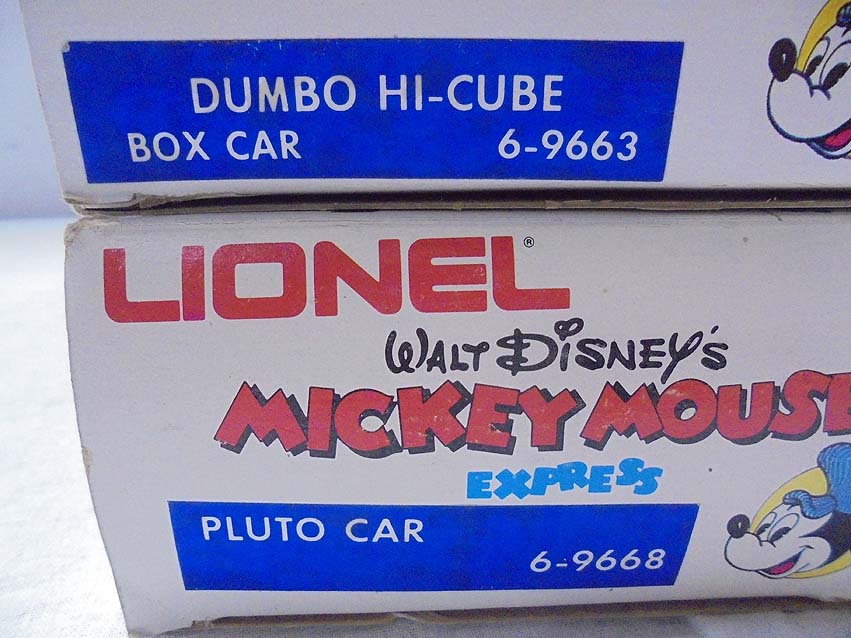 DUMBO HI-CUBE
BOX CAR 6-9663
LIONEL®
WALT DISNEY'S
MICKEY MOUSE
EXPRESS
PLUTO CAR
6-9668